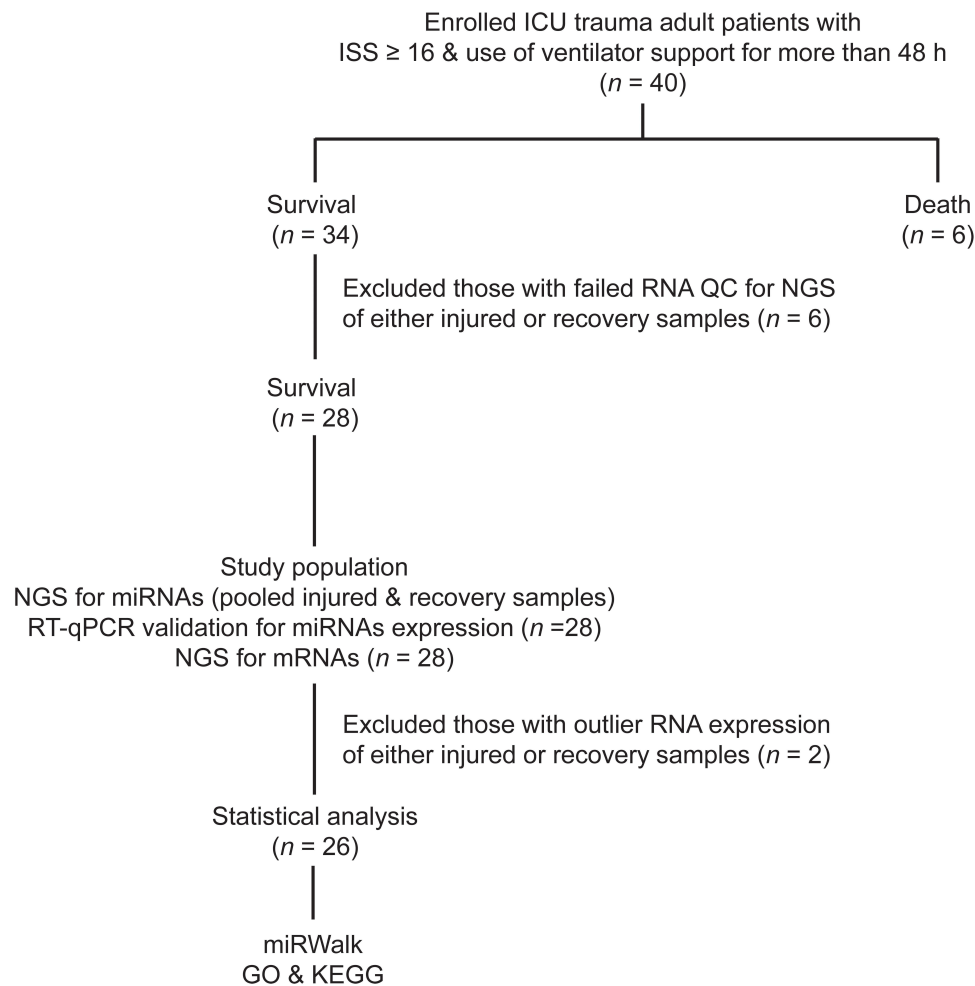 Enrolled ICU trauma adult patients with
ISS ≥ 16 & use of ventilator support for more than 48 h
(n = 40)
Survival
(n = 34)
Death
(n = 6)
Excluded those with failed RNA QC for NGS
of either injured or recovery samples (n = 6)
Survival
(n = 28)
Study population
NGS for miRNAs (pooled injured & recovery samples)
RT-qPCR validation for miRNAs expression (n =28)
NGS for mRNAs (n = 28)
Excluded those with outlier RNA expression
of either injured or recovery samples (n = 2)
Statistical analysis
(n = 26)
miRWalk
GO & KEGG